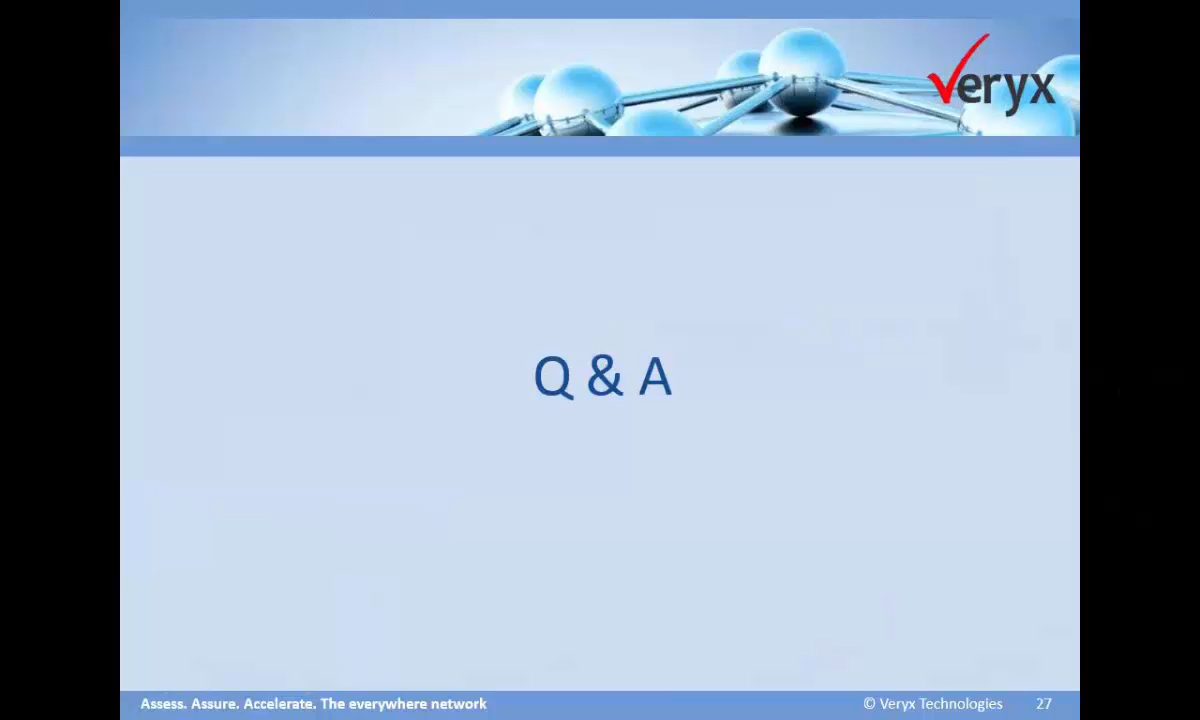 Veryx
Q & A
Assess. Assure. Accelerate. The everywhere network
© Veryx Technologies
27